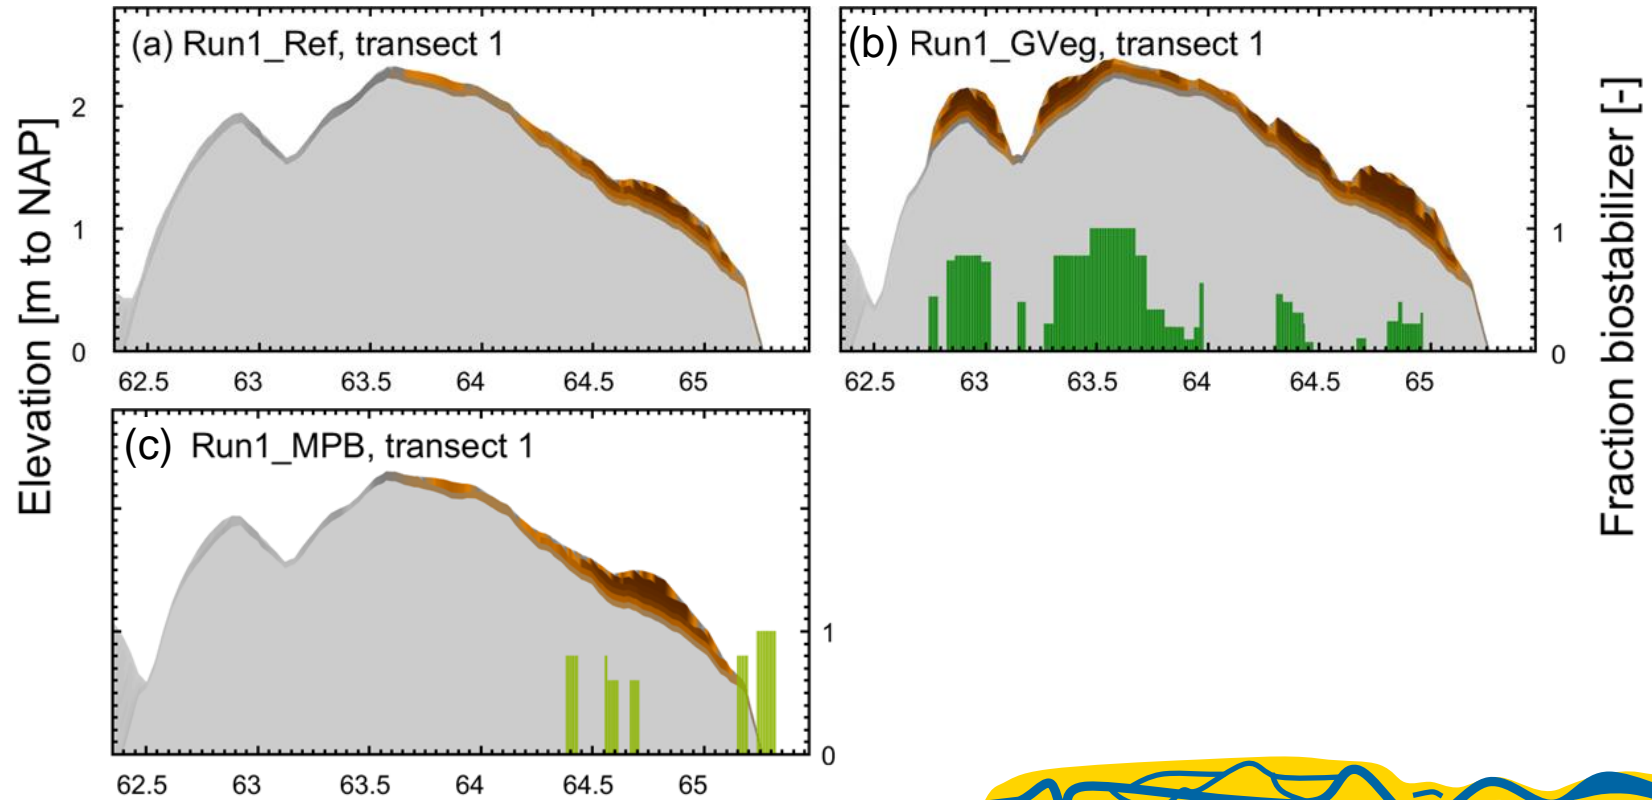 (a) Run1_Ref, transect 1
(b) Run1_GVeg, transect 1
Elevation [m to NAP]
Fraction biostabilizer [-]
2
1
0
1
0
62.5 63 63.5 64 64.5 65
62.5 63 63.5 64 64.5 65
(c) Run1_MPB, transect 1
1
0
62.5 63 63.5 64 64.5 65